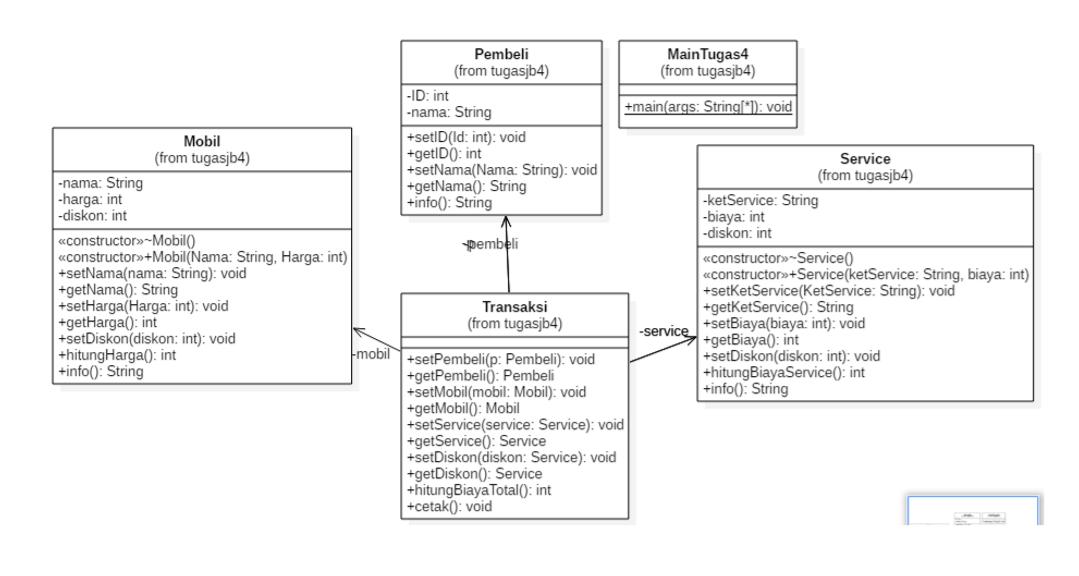 Pembeli
(from tugasjb4)
-ID: int
-nama: String
+setID(Id: int): void
+getID(): int
+setNama(Nama: String): void
+getNama(): String
+info(): String
MainTugas4
(from tugasjb4)
+main(args: String[*]): void
Mobil
(from tugasjb4)
-nama: String
-harga: int
-diskon: int
«constructor»~Mobil()
«constructor»+Mobil(Nama: String, Harga: int)
+setNama(nama: String): void
+getNama(): String
+setHarga(Harga: int): void
+getHarga(): int
+setDiskon(diskon: int): void
+hitungHarga(): int
+info(): String
Service
(from tugasjb4)
-ketService: String
-biaya: int
-diskon: int
«constructor»~Service()
«constructor»+Service(ketService: String, biaya: int)
+setKetService(KetService: String): void
+getKetService(): String
+setBiaya(biaya: int): void
+getBiaya(): int
+setDiskon(diskon: int): void
+hitungBiayaService(): int
+info(): String
-pembeli
-mobil
-service
Transaksi
(from tugasjb4)
+setPembeli(p: Pembeli): void
+getPembeli(): Pembeli
+setMobil(mobil: Mobil): void
+getMobil(): Mobil
+setService(service: Service): void
+getService(): Service
+setDiskon(diskon: Service): void
+getDiskon(): Service
+hitungBiayaTotal(): int
+cetak(): void